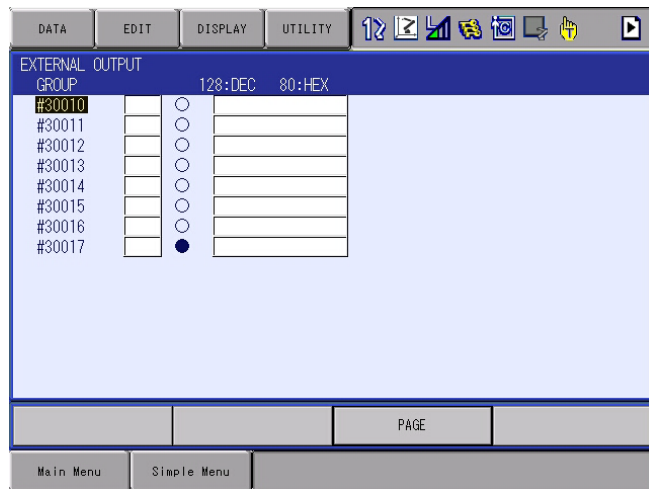 DATA EDIT DISPLAY UTILITY
EXTERNAL OUTPUT
GROUP 128:DEC 80:HEX
#30010
#30011
#30012
#30013
#30014
#30015
#30016
#30017
PAGE
Main Menu Simple Menu